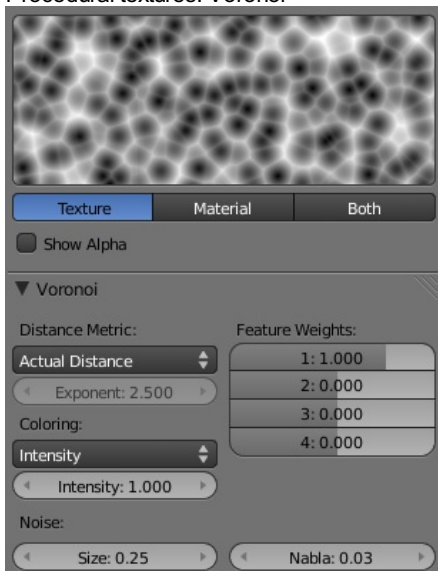 Procedural textures: Voronoi
Texture Material Both
Show Alpha
Voronoi
Distance Metric: Feature Weights:
Actual Distance 1: 1.000
Exponent: 2.500 2: 0.000
Coloring: 3: 0.000
Intensity 4: 0.000
Intensity: 1.000
Noise:
Size: 0.25 Nabla: 0.03